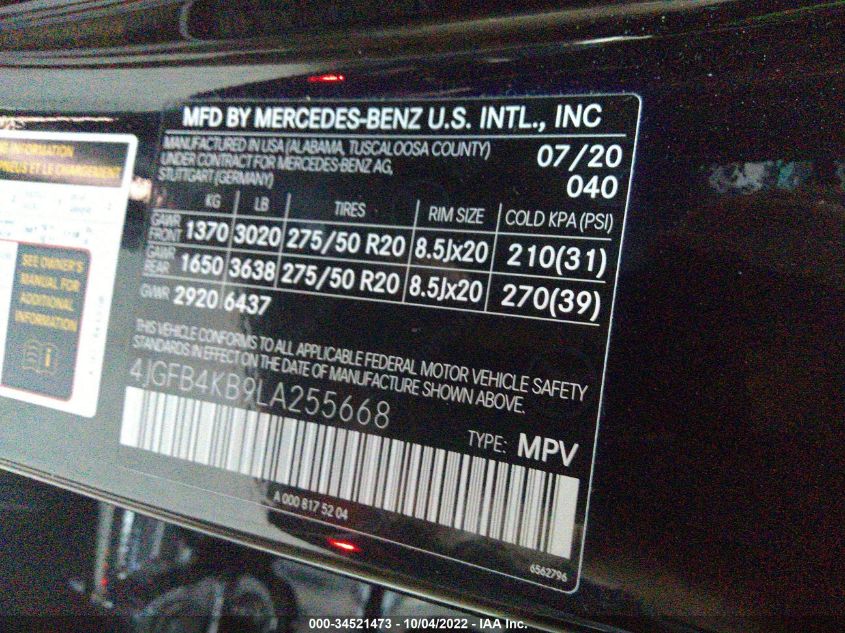 MFD BY MERCEDES-BENZ U.S. INTL., INC
MANUFACTURED IN USA (ALABAMA, TUSCALOOSA COUNTY)
UNDER CONTRACT FOR MERCEDES-BENZ AG,
STUTTGART (GERMANY)
07/20
040
KG LB TIRES RIM SIZE COLD KPA (PSI)
GAWR FRONT 1370 3020 275/50 R20 8.5Jx20 210(31)
GAWR REAR 1650 3638 275/50 R20 8.5Jx20 270(39)
GVWR 2920 6437
THIS VEHICLE CONFORMS TO ALL APPLICABLE FEDERAL MOTOR VEHICLE SAFETY
STANDARDS IN EFFECT ON THE DATE OF MANUFACTURE SHOWN ABOVE.
4JGFB4KB9LA255668
TYPE: MPV
A 000 817 52 04
6562796
INFORMATION
PNEUS ET LE CHARGEMENT
SEE OWNER'S
MANUAL FOR
ADDITIONAL
INFORMATION
000-34521473 - 10/04/2022 - IAA Inc.